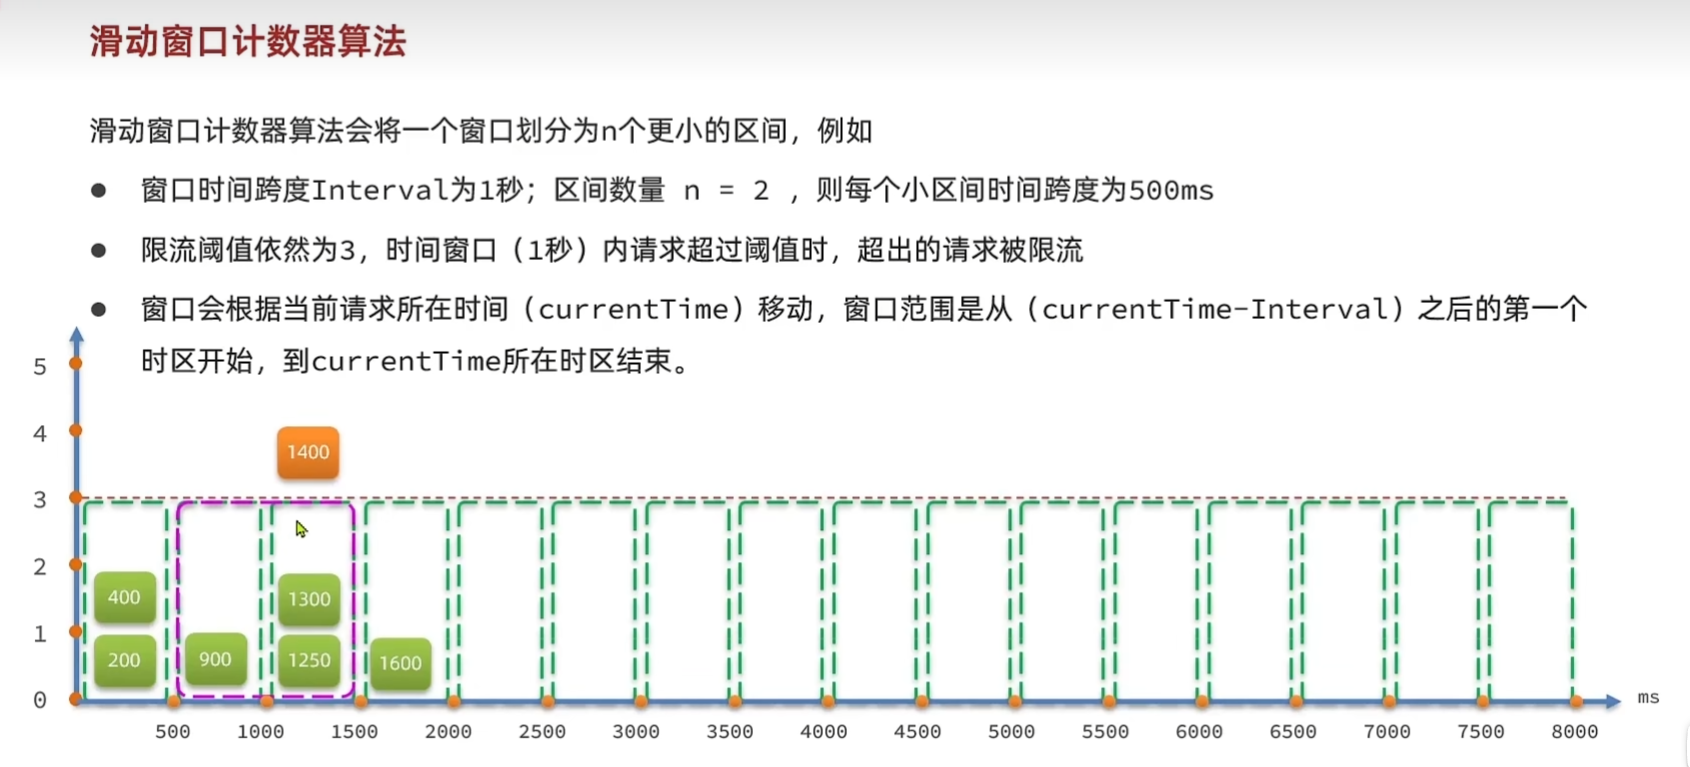 滑动窗口计数器算法
滑动窗口计数器算法会将一个窗口划分为n个更小的区间，例如
● 窗口时间跨度Interval为1秒；区间数量 n = 2 ，则每个小区间时间跨度为500ms
● 限流阈值依然为3，时间窗口（1秒）内请求超过阈值时，超出的请求被限流
● 窗口会根据当前请求所在时间（currentTime）移动，窗口范围是从（currentTime-Interval）之后的第一个
时区开始，到currentTime所在时区结束。
5
4
1400
3
2
400
1300
1
200
900
1250
1600
0
ms
500 1000 1500 2000 2500 3000 3500 4000 4500 5000 5500 6000 6500 7000 7500 8000